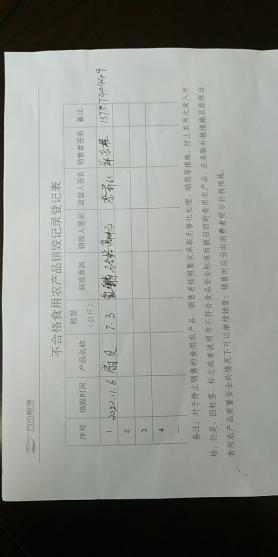 不合格食用农产品销毁记录登记表
序号 销毁时间 产品名称 数量（公斤） 销毁原因 销毁人签名 监督人签名 销售者签名 备注
1 2020.11.6 扇贝 2.3
2
3
4
...
备注：对于停止销售的食用农产品，销售者按照要求采取无害化处理、销毁等措施，防止其再次流入市
场。但是，因标签、标志或者说明书不符合食品安全标准而被召回的食用农产品，在采取补救措施且能保证
食用农产品质量安全的情况下可以继续销售；销售时应当向消费者明示补救措施。